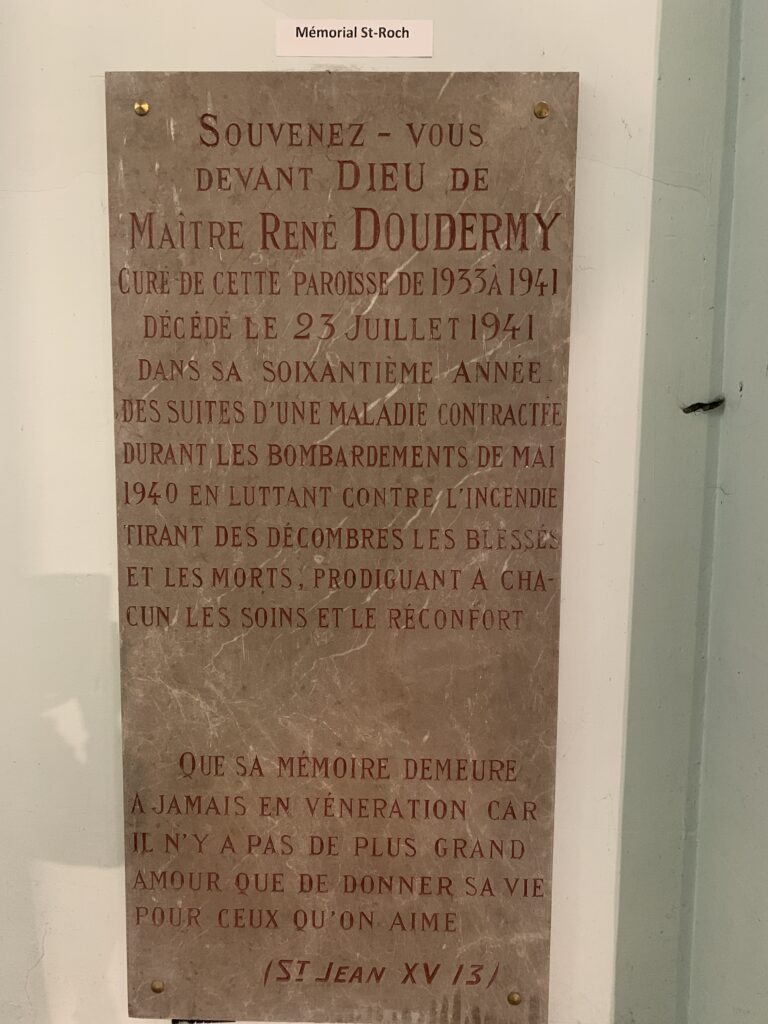 Mémorial St-Roch
SOUVENEZ - VOUS
DEVANT DIEU DE
MAÎTRE RENÉ DOUDERMY
CURÉ DE CETTE PAROISSE DE 1933 À 1941
DÉCÉDÉ LE 23 JUILLET 1941
DANS SA SOIXANTIÈME ANNÉE
DES SUITES D'UNE MALADIE CONTRACTÉE
DURANT LES BOMBARDEMENTS DE MAI
1940 EN LUTTANT CONTRE L'INCENDIE
TIRANT DES DÉCOMBRES LES BLESSÉS
ET LES MORTS, PRODIGUANT A CHA-
CUN LES SOINS ET LE RÉCONFORT
QUE SA MÉMOIRE DEMEURE
A JAMAIS EN VÉNERATION CAR
IL N'Y A PAS DE PLUS GRAND
AMOUR QUE DE DONNER SA VIE
POUR CEUX QU'ON AIME
(ST JEAN XV 13)